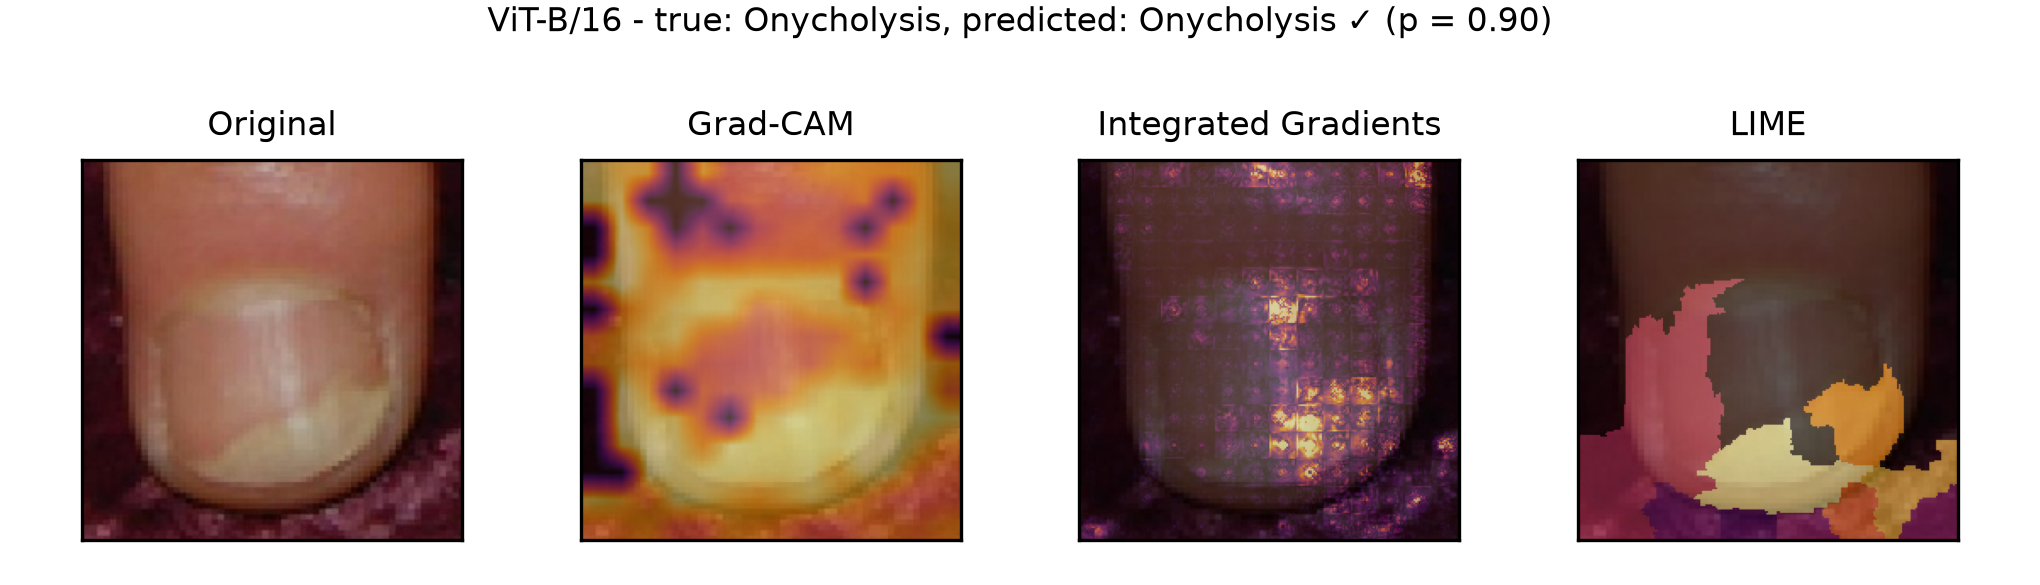 ViT-B/16 - true: Onycholysis, predicted: Onycholysis ✓ (p = 0.90)
Original
Grad-CAM
Integrated Gradients
LIME